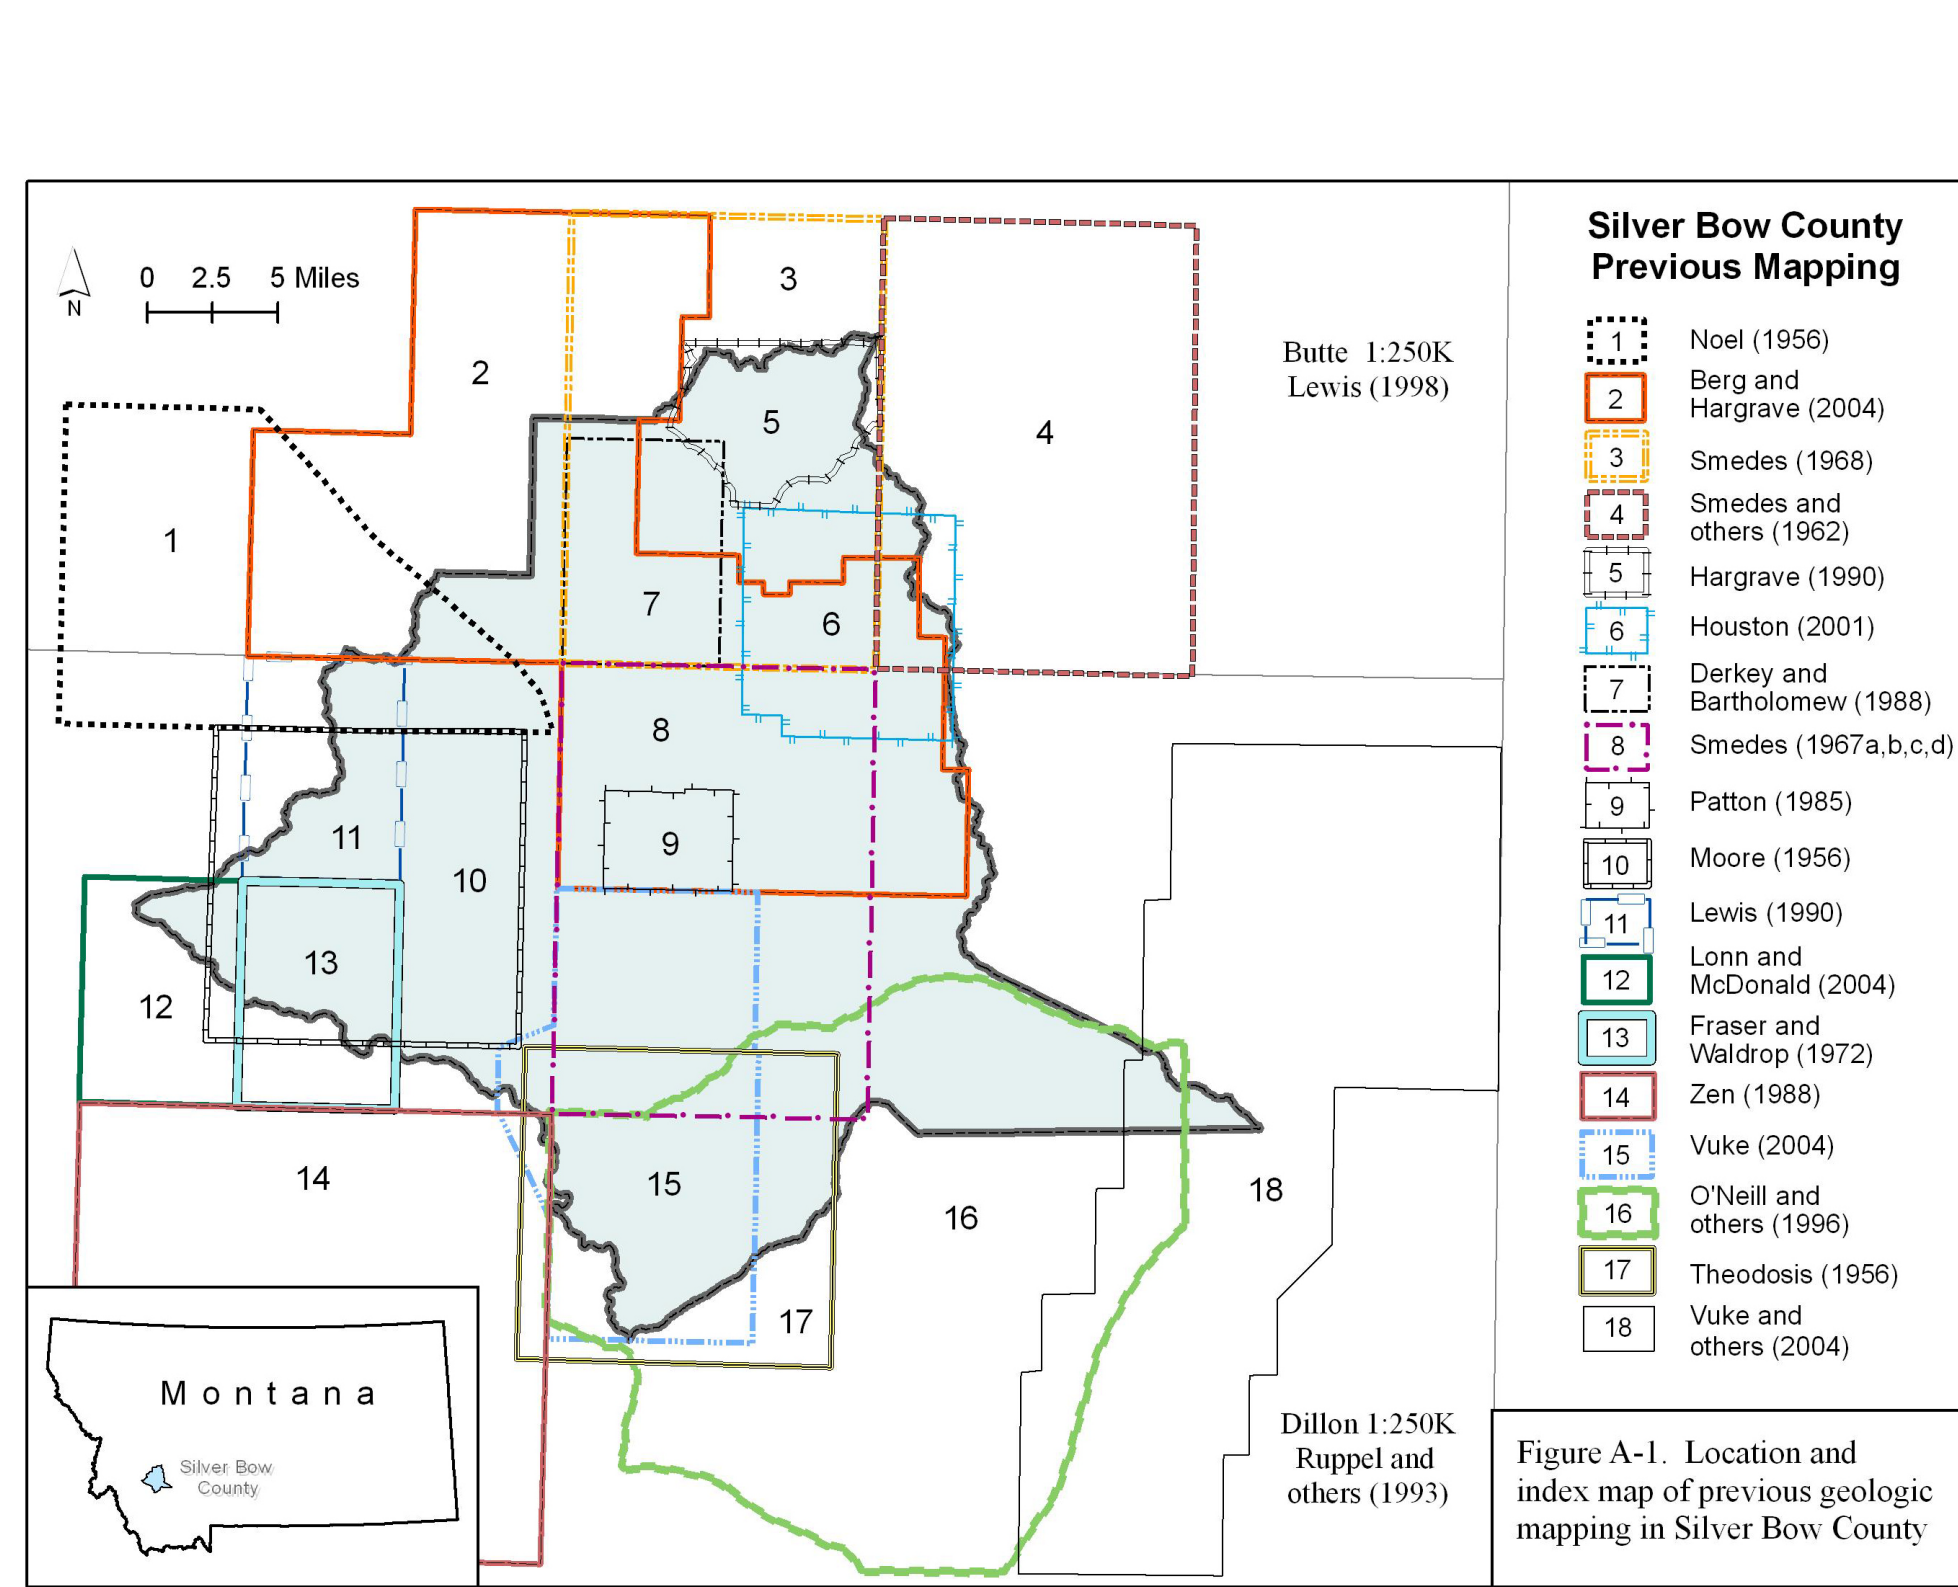 Silver Bow County
Previous Mapping
0 2.5 5 Miles
N
1
2
3
4
5
6
7
8
9
10
11
12
13
14
15
16
17
18
Butte 1:250K
Lewis (1998)
Dillon 1:250K
Ruppel and
others (1993)
1 Noel (1956)
2 Berg and
Hargrave (2004)
3 Smedes (1968)
4 Smedes and
others (1962)
5 Hargrave (1990)
6 Houston (2001)
7 Derkey and
Bartholomew (1988)
8 Smedes (1967a,b,c,d)
9 Patton (1985)
10 Moore (1956)
11 Lewis (1990)
12 Lonn and
McDonald (2004)
13 Fraser and
Waldrop (1972)
14 Zen (1988)
15 Vuke (2004)
16 O'Neill and
others (1996)
17 Theodosis (1956)
18 Vuke and
others (2004)
Montana
Silver Bow
County
Figure A-1. Location and
index map of previous geologic
mapping in Silver Bow County